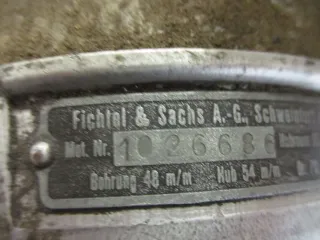 Fichtel & Sachs A.-G., Schweinfurt
Mot. Nr. 1026686
Bohrung 48 m/m Hub 54 m/m